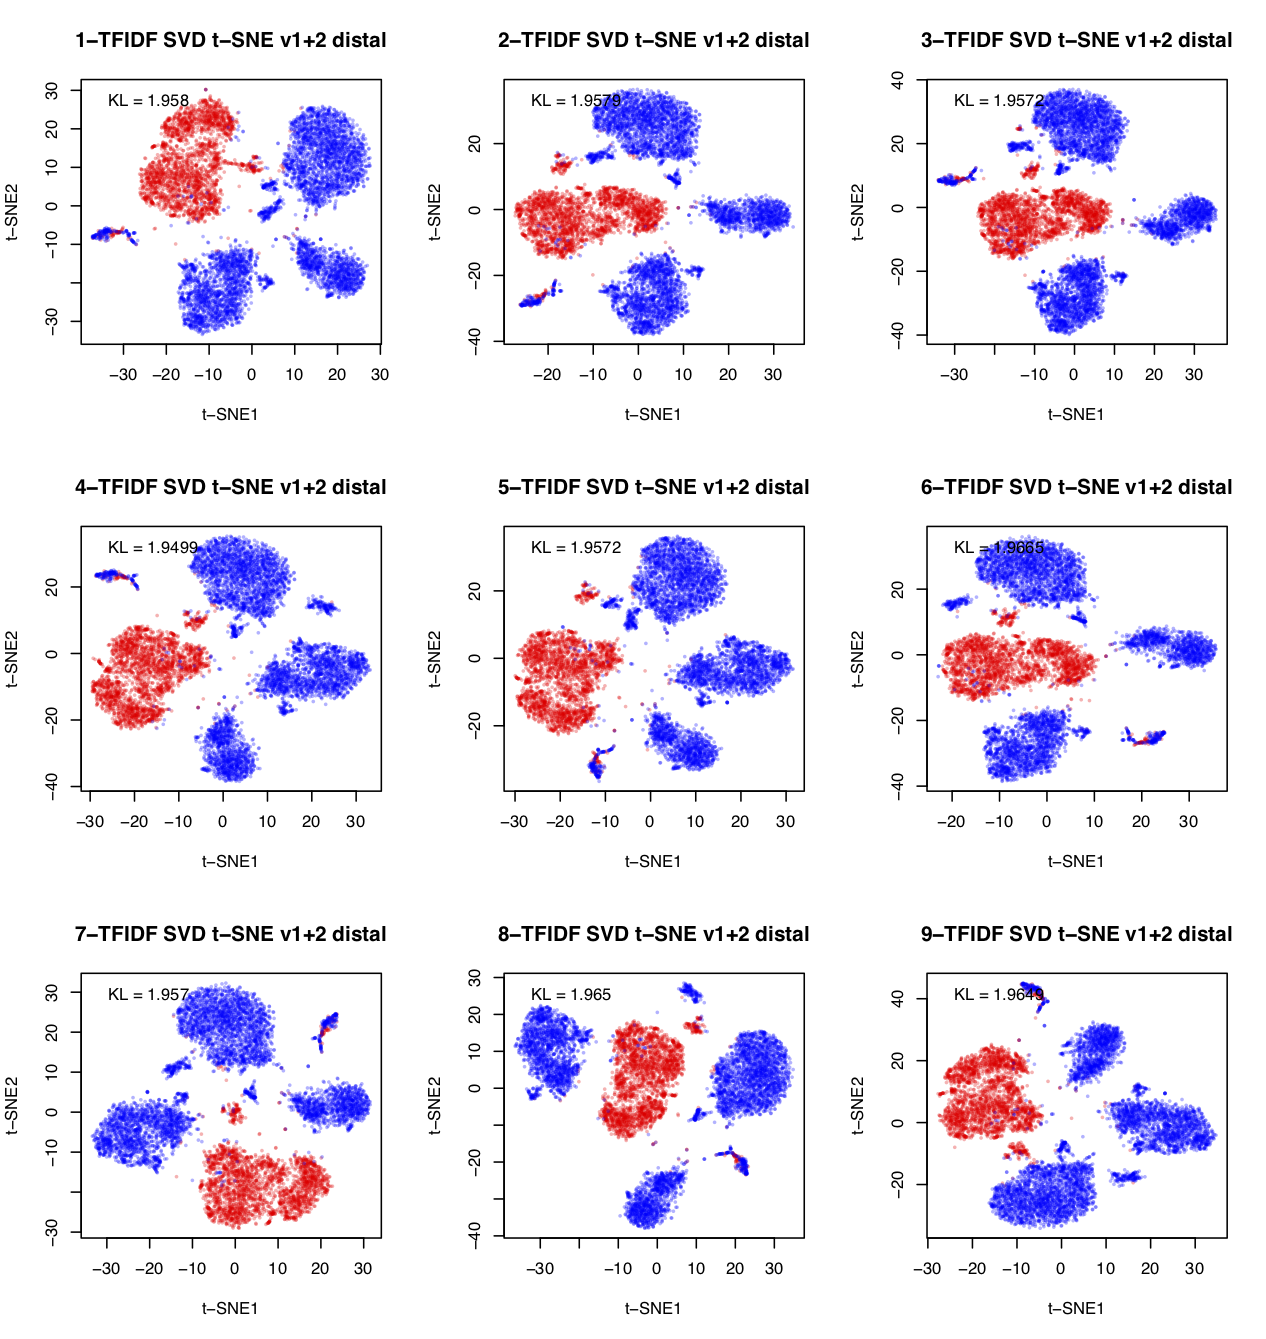 1–TFIDF SVD t–SNE v1+2 distal
KL = 1.958
30
20
10
0
−10
−30
t–SNE2
−30 −20 −10 0 10 20 30
t–SNE1
2–TFIDF SVD t–SNE v1+2 distal
KL = 1.9579
20
0
−20
−40
t–SNE2
−20 0 10 20 30
t–SNE1
3–TFIDF SVD t–SNE v1+2 distal
KL = 1.9572
40
20
0
−20
−40
t–SNE2
−30 −10 0 10 20 30
t–SNE1
4–TFIDF SVD t–SNE v1+2 distal
KL = 1.9499
20
0
−20
−40
t–SNE2
−30 −20 −10 0 10 20 30
t–SNE1
5–TFIDF SVD t–SNE v1+2 distal
KL = 1.9572
20
0
−20
t–SNE2
−30 −20 −10 0 10 20 30
t–SNE1
6–TFIDF SVD t–SNE v1+2 distal
KL = 1.9665
20
0
−20
−40
t–SNE2
−20 −10 0 10 20 30
t–SNE1
7–TFIDF SVD t–SNE v1+2 distal
KL = 1.957
30
20
10
0
−10
−30
t–SNE2
−30 −20 −10 0 10 20 30
t–SNE1
8–TFIDF SVD t–SNE v1+2 distal
KL = 1.965
30
20
10
0
−20
−40
t–SNE2
−30 −10 0 10 20 30
t–SNE1
9–TFIDF SVD t–SNE v1+2 distal
KL = 1.9649
40
20
0
−20
t–SNE2
−30 −20 −10 0 10 20 30
t–SNE1